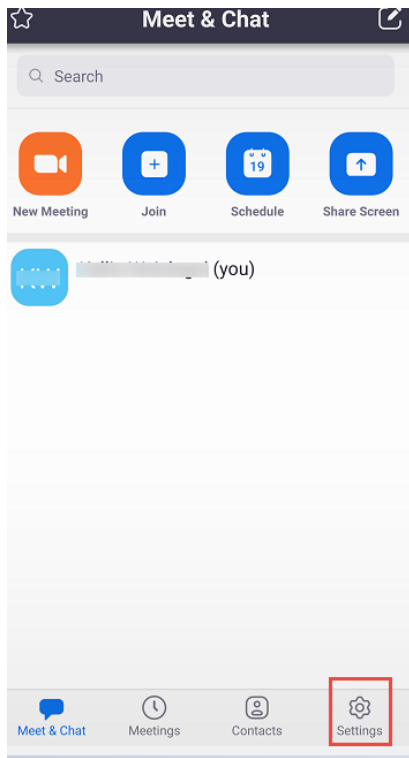 Meet & Chat
Search
19
New Meeting Join Schedule Share Screen
(you)
Meet & Chat Meetings Contacts Settings